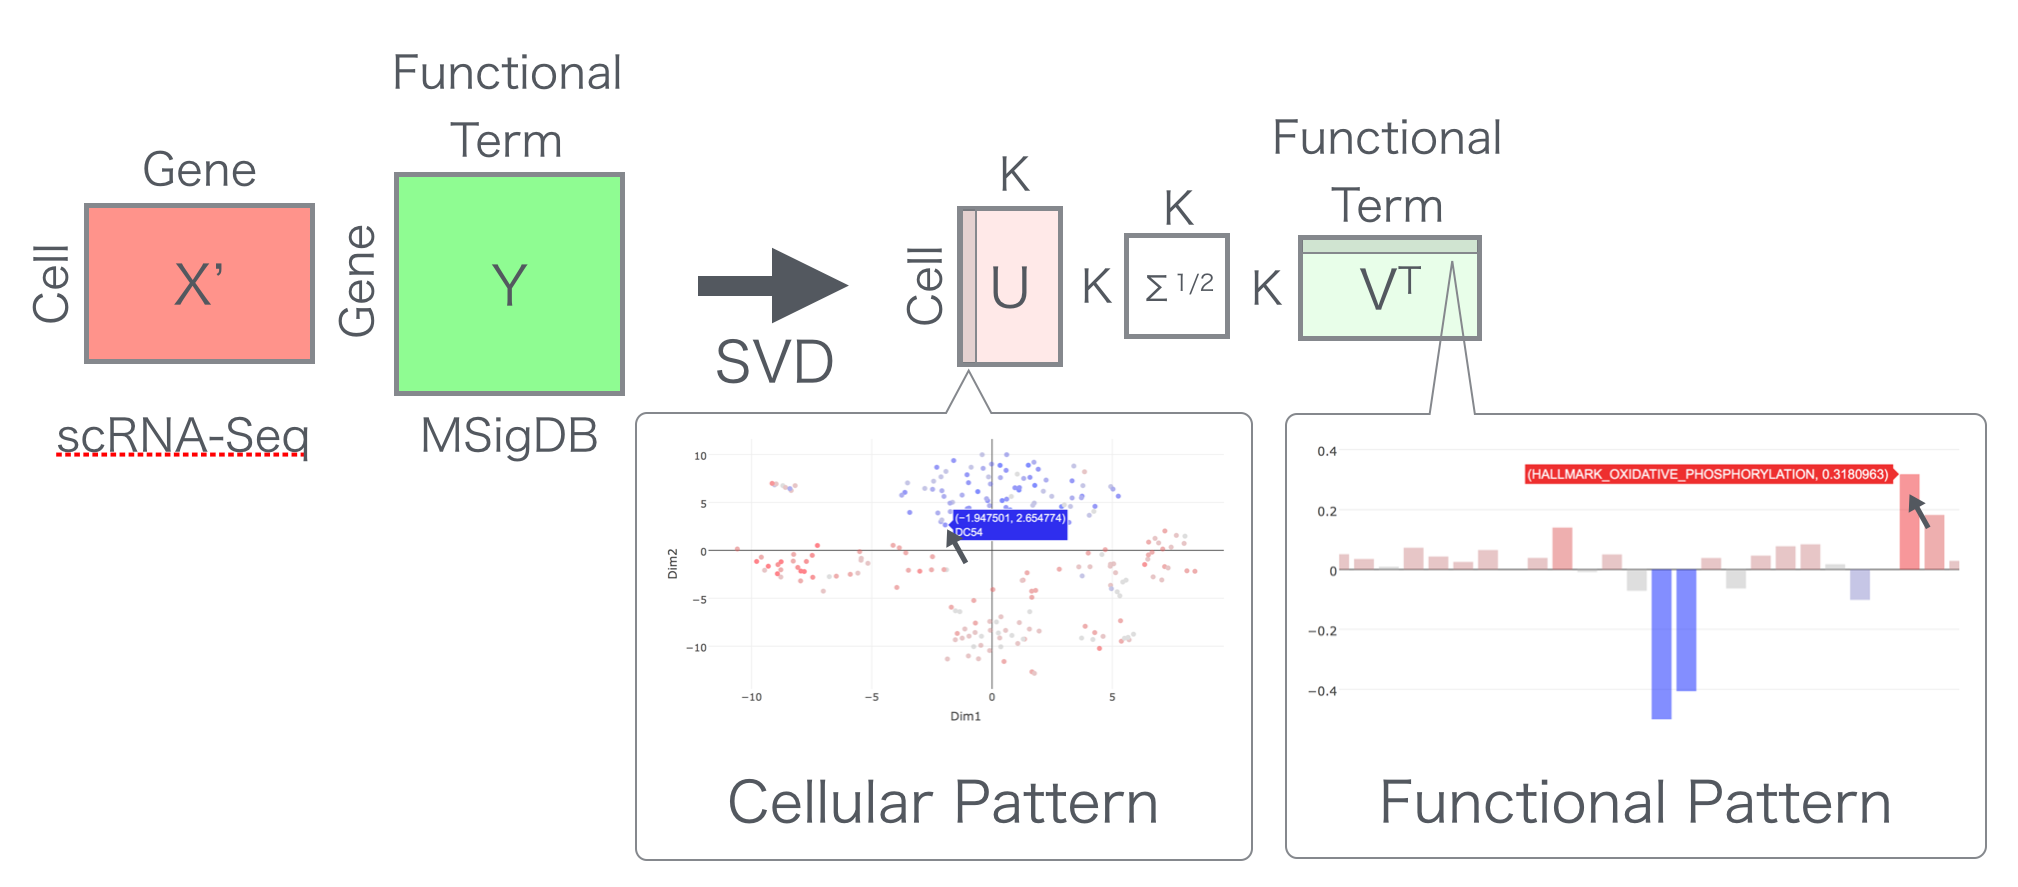 Functional
Term
Gene
Cell
X’
Gene
Y
scRNA-Seq
MSigDB
SVD
K
Cell
U
K
K
Σ 1/2
Functional
Term
K
VT
10
5
0
−5
−10
Dim2
(−1.947501, 2.654774)
DC54
−10
−5
0
5
Dim1
Cellular Pattern
0.4
0.2
0
−0.2
−0.4
(HALLMARK_OXIDATIVE_PHOSPHORYLATION, 0.3180963)
Functional Pattern